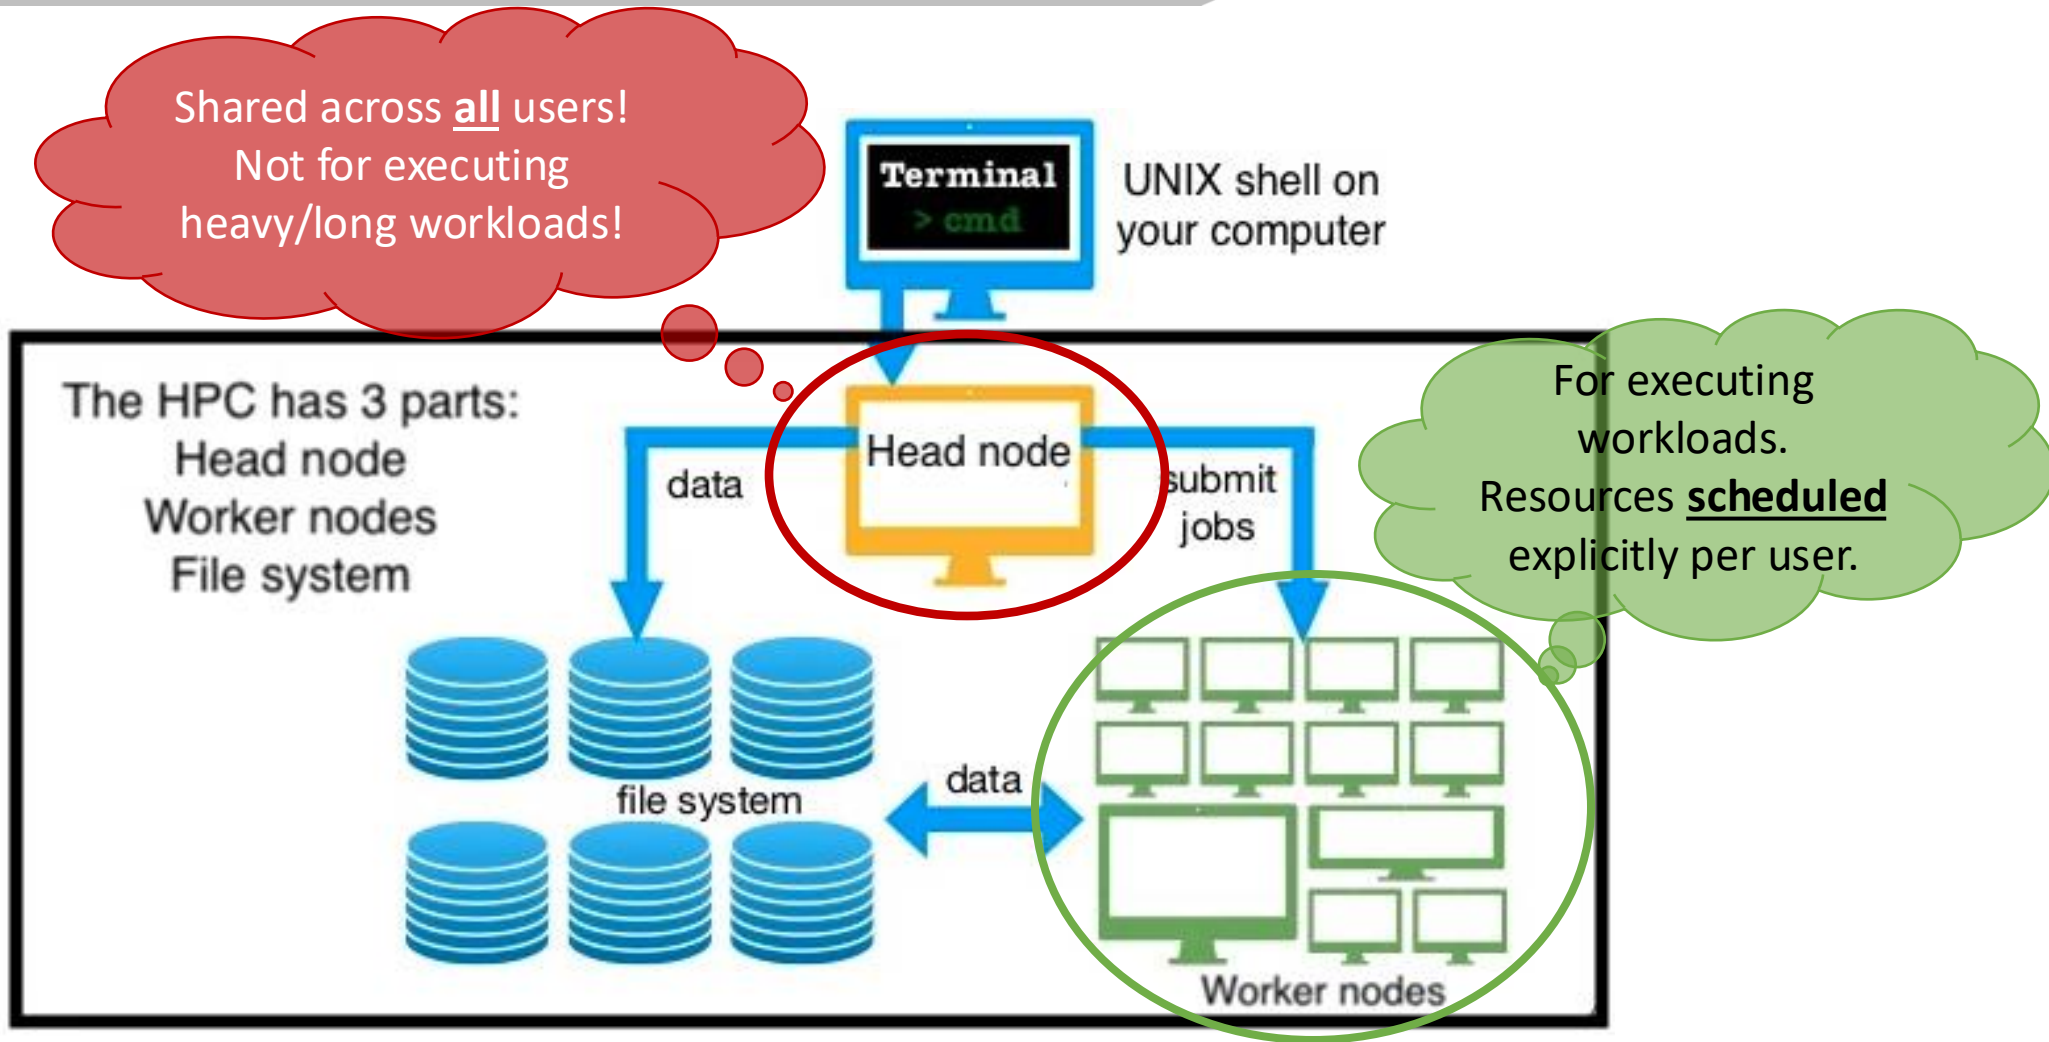 Shared across all users!
Not for executing
heavy/long workloads!
Terminal
> cmd
UNIX shell on
your computer
The HPC has 3 parts:
Head node
Worker nodes
File system
data
Head node
submit
jobs
For executing
workloads.
Resources scheduled
explicitly per user.
file system
data
Worker nodes